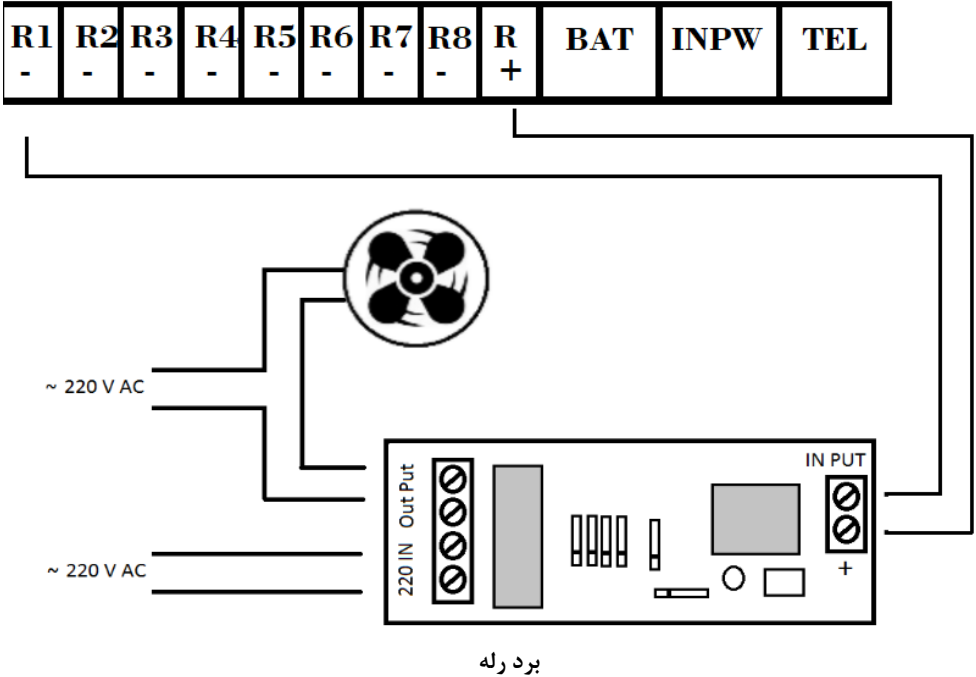 R1 R2 R3 R4 R5 R6 R7 R8 R BAT INPW TEL
- - - - - - - - +
~ 220 V AC
IN PUT
Out Put
220 IN
+
~ 220 V AC
برد رله